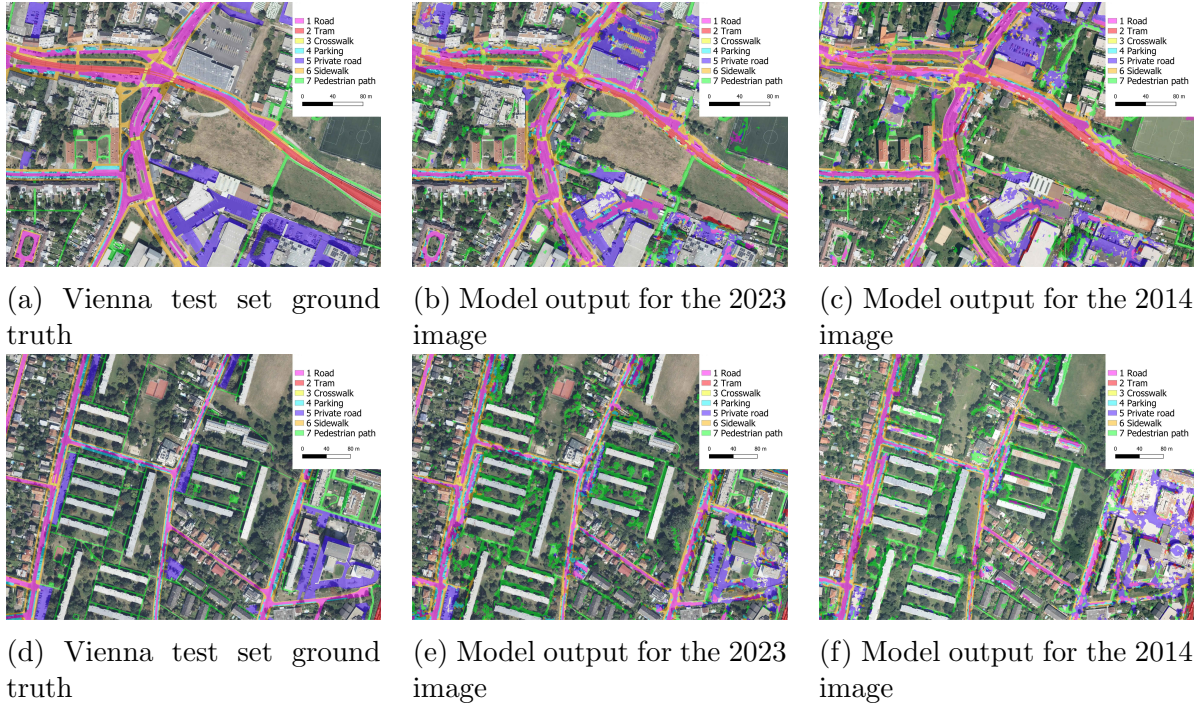 1 Road
2 Tram
3 Crosswalk
4 Parking
5 Private road
6 Sidewalk
7 Pedestrian path
0 40 80 m
1 Road
2 Tram
3 Crosswalk
4 Parking
5 Private road
6 Sidewalk
7 Pedestrian path
0 40 80 m
1 Road
2 Tram
3 Crosswalk
4 Parking
5 Private road
6 Sidewalk
7 Pedestrian path
0 40 80 m
(a) Vienna test set ground
truth
(b) Model output for the 2023
image
(c) Model output for the 2014
image
1 Road
2 Tram
3 Crosswalk
4 Parking
5 Private road
6 Sidewalk
7 Pedestrian path
0 40 80 m
1 Road
2 Tram
3 Crosswalk
4 Parking
5 Private road
6 Sidewalk
7 Pedestrian path
0 40 80 m
1 Road
2 Tram
3 Crosswalk
4 Parking
5 Private road
6 Sidewalk
7 Pedestrian path
0 40 80 m
(d) Vienna test set ground
truth
(e) Model output for the 2023
image
(f) Model output for the 2014
image